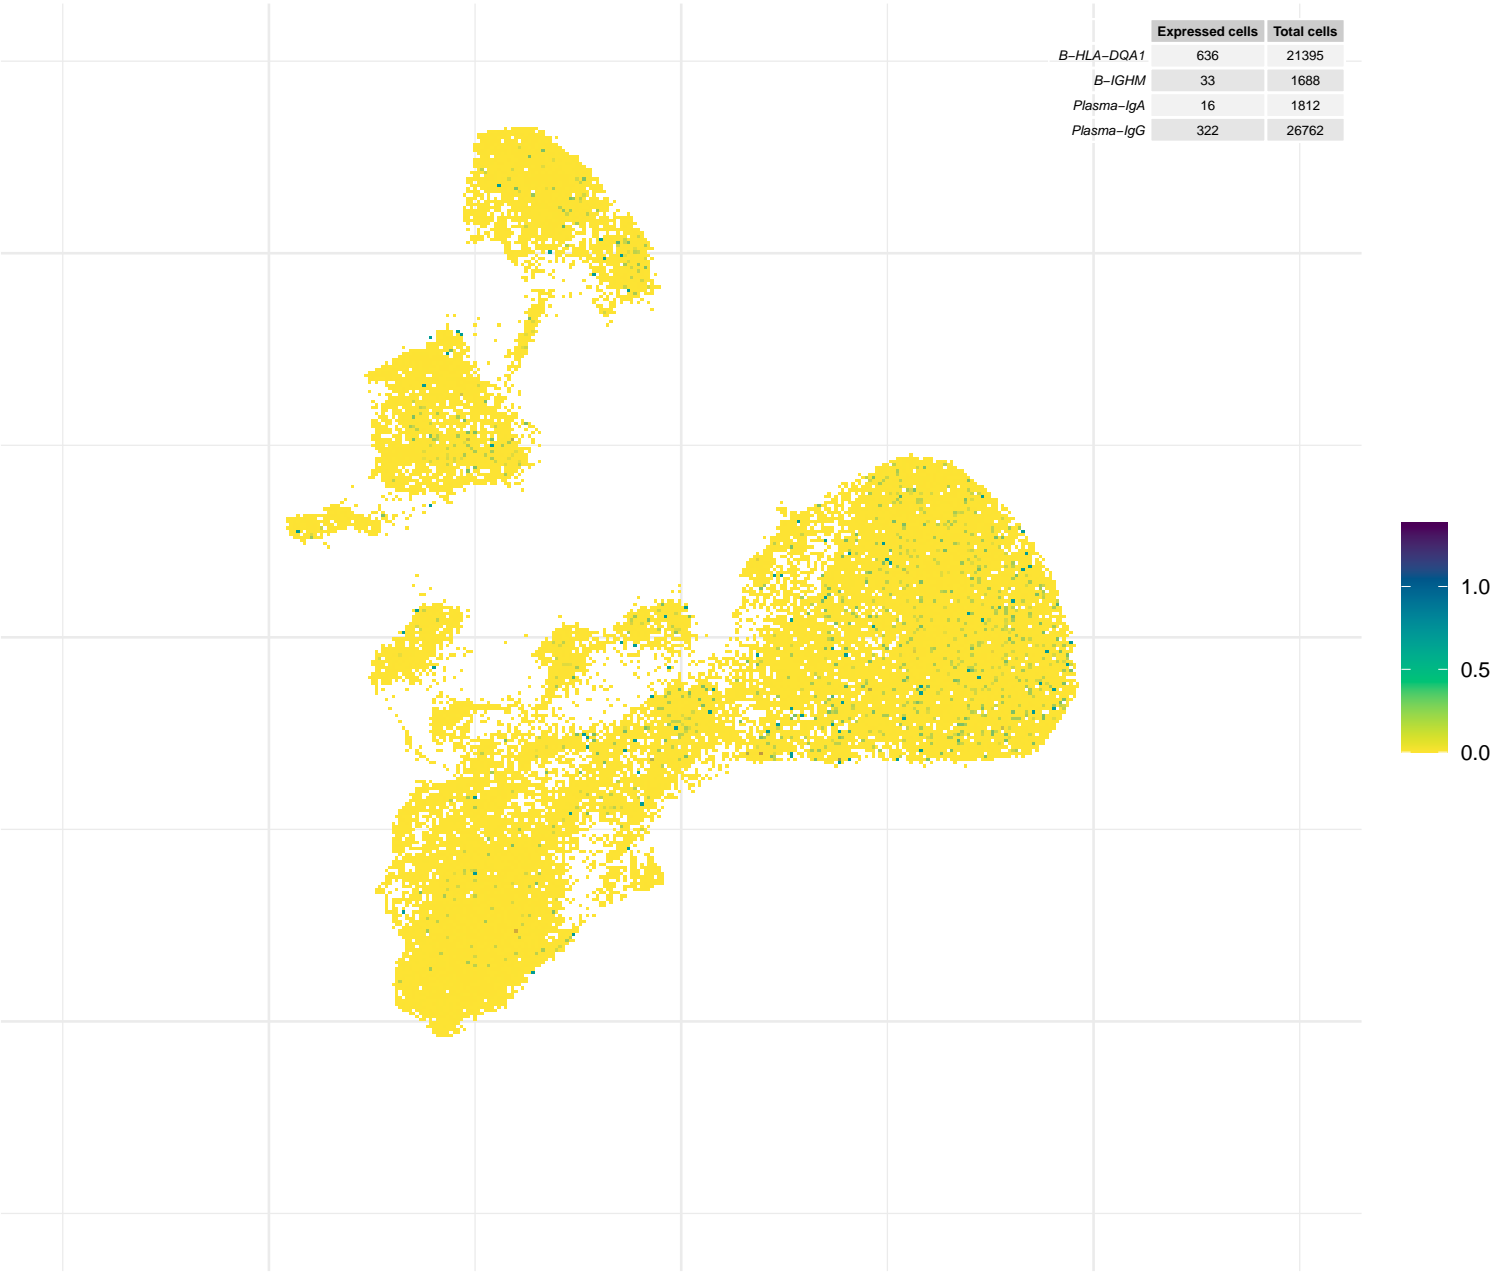 Expressed cells Total cells
B−HLA−DQA1 636 21395
B−IGHM 33 1688
Plasma−IgA 16 1812
Plasma−IgG 322 26762
1.0
0.5
0.0